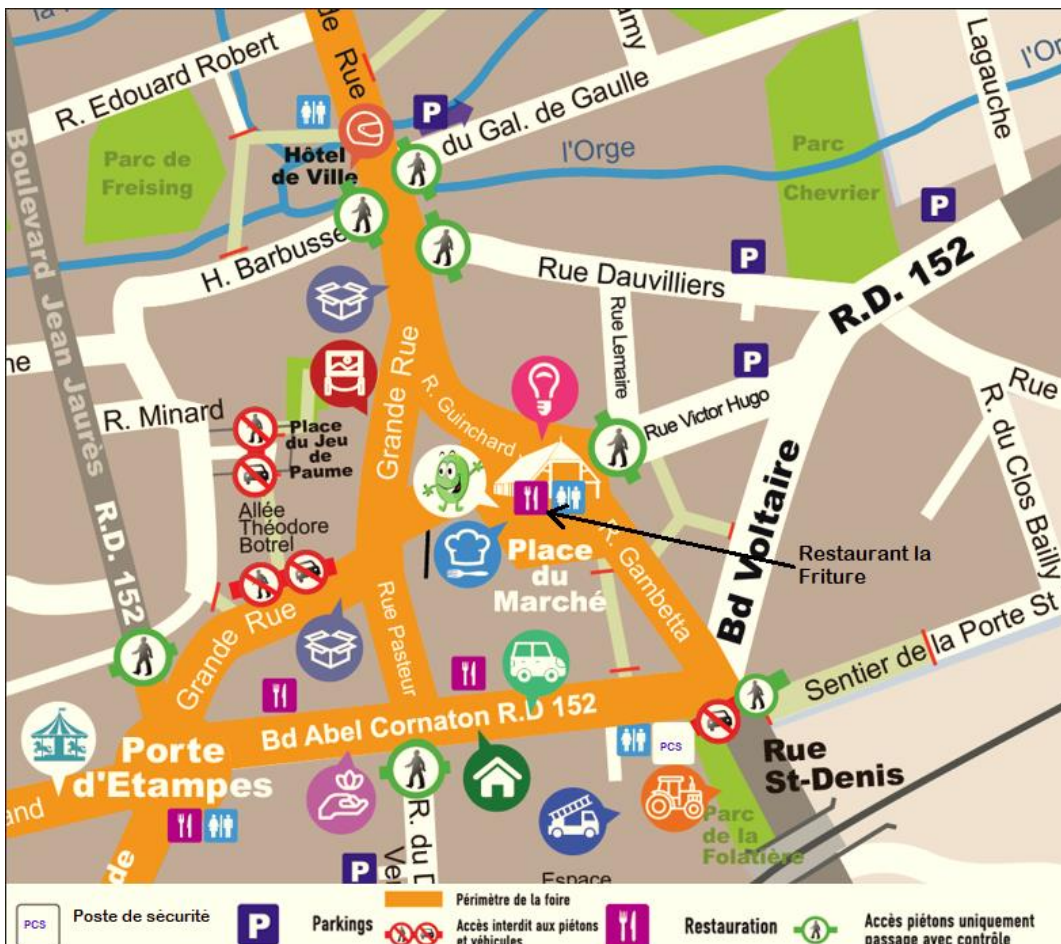 de Rue
R. Edouard Robert
Parc de
Freising
Hôtel
de Ville
P
du Gal. de Gaulle
l'Orge
Parc
Chevrier
Lagauche
l'Or
P
Boulevard Jean Jaurès R.D. 152
H. Barbusse
Rue Dauvilliers
P
R.D. 152
Rue Lemaire
P
Rue Victor Hugo
Rue
R. du Clos Bailly
R. Minard
Place
du Jeu
de
Paume
Grande Rue
R. Guinchard
Allée
Théodore
Botrel
Place
du
Marché
Restaurant la
Friture
R. Gambetta
Bd Voltaire
Grande Rue
Rue Pasteur
Sentier de la Porte St
Bd Abel Cornaton R.D 152
Porte
d'Etampes
PCS
Rue
St-Denis
Parc
de la
Folatière
and
de
R. du D
P
Espace
PCS
Poste de sécurité
P
Parkings
Périmètre de la foire
Accès interdit aux piétons
et véhicules
Restauration
Accès piétons uniquement
passage avec contrôle